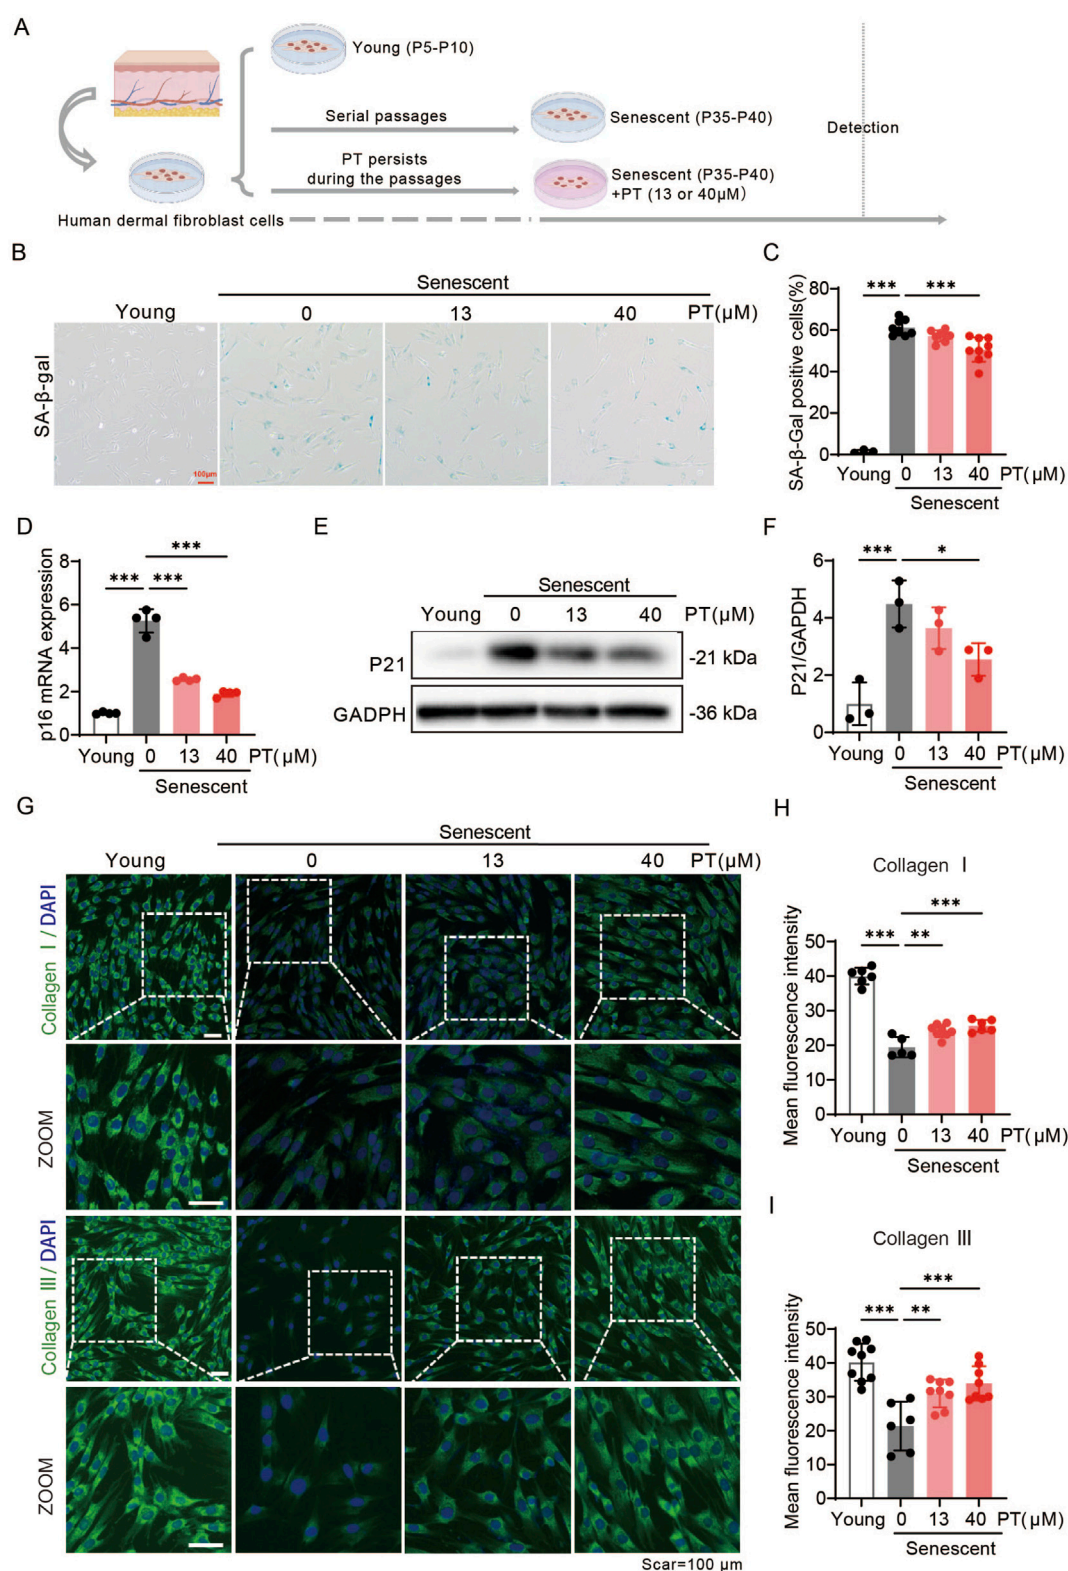 A
Young (P5-P10)
Serial passages
Senescent (P35-P40)
Detection
PT persists
during the passages
Senescent (P35-P40)
+PT (13 or 40μM)
Human dermal fibroblast cells
B
Senescent
Young 0 13 40 PT(μM)
SA-β-gal
100μm
C
SA-β-Gal positive cells(%)
80
60
40
20
0
*** ***
Young 0 13 40 PT(μM)
Senescent
D
p16 mRNA expression
8
6
4
2
0
***
*** ***
Young 0 13 40 PT(μM)
Senescent
E
Senescent
Young 0 13 40 PT(μM)
P21 -21 kDa
GADPH -36 kDa
F
P21/GAPDH
6
4
2
0
*** *
Young 0 13 40 PT(μM)
Senescent
G
Senescent
Young 0 13 40 PT(μM)
Collagen I / DAPI
ZOOM
Collagen III / DAPI
ZOOM
Scar=100 μm
H
Collagen I
Mean fluorescence intensity
50
40
30
20
10
0
***
*** **
Young 0 13 40 PT(μM)
Senescent
I
Collagen III
Mean fluorescence intensity
50
40
30
20
10
0
***
*** **
Young 0 13 40 PT(μM)
Senescent